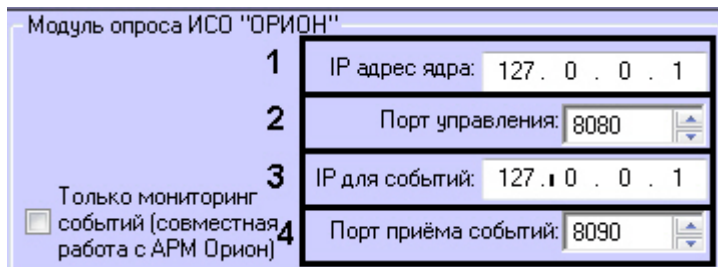 Модуль опроса ИСО "ОРИОН"
1 IP адрес ядра: 127 . 0 . 0 . 1
2 Порт управления: 8080
3 IP для событий: 127 . 0 . 0 . 1
Только мониторинг
событий (совместная
работа с АРМ Орион)
4 Порт приёма событий: 8090